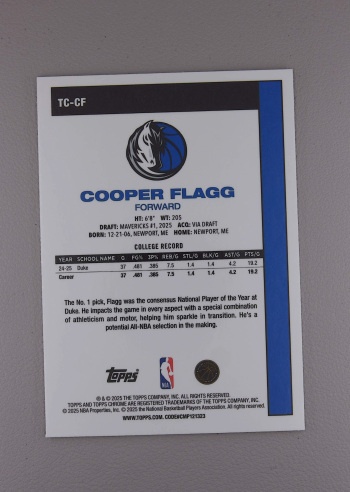 TC-CF
COOPER FLAGG
FORWARD
HT: 6'8" WT: 205
DRAFT: MAVERICKS #1, 2025 ACQ: VIA DRAFT
BORN: 12-21-06, NEWPORT, ME HOME: NEWPORT, ME
COLLEGE RECORD
YEAR SCHOOL NAME G FG% 3P% REB/G STL/G BLK/G AST/G PTS/G
24-25 Duke 37 .481 .385 7.5 1.4 1.4 4.2 19.2
Career 37 .481 .385 7.5 1.4 1.4 4.2 19.2
The No. 1 pick, Flagg was the consensus National Player of the Year at
Duke. He impacts the game in every aspect with a special combination
of athleticism and motor, helping him sparkle in transition. He's a
potential All-NBA selection in the making.
topps NBA
® & © 2025 THE TOPPS COMPANY, INC. ALL RIGHTS RESERVED.
TOPPS AND TOPPS CHROME ARE REGISTERED TRADEMARKS OF THE TOPPS COMPANY, INC.
© 2025 NBA Properties, Inc. © 2025 the National Basketball Players Association. All rights reserved.
WWW.TOPPS.COM. CODE#CMP121323